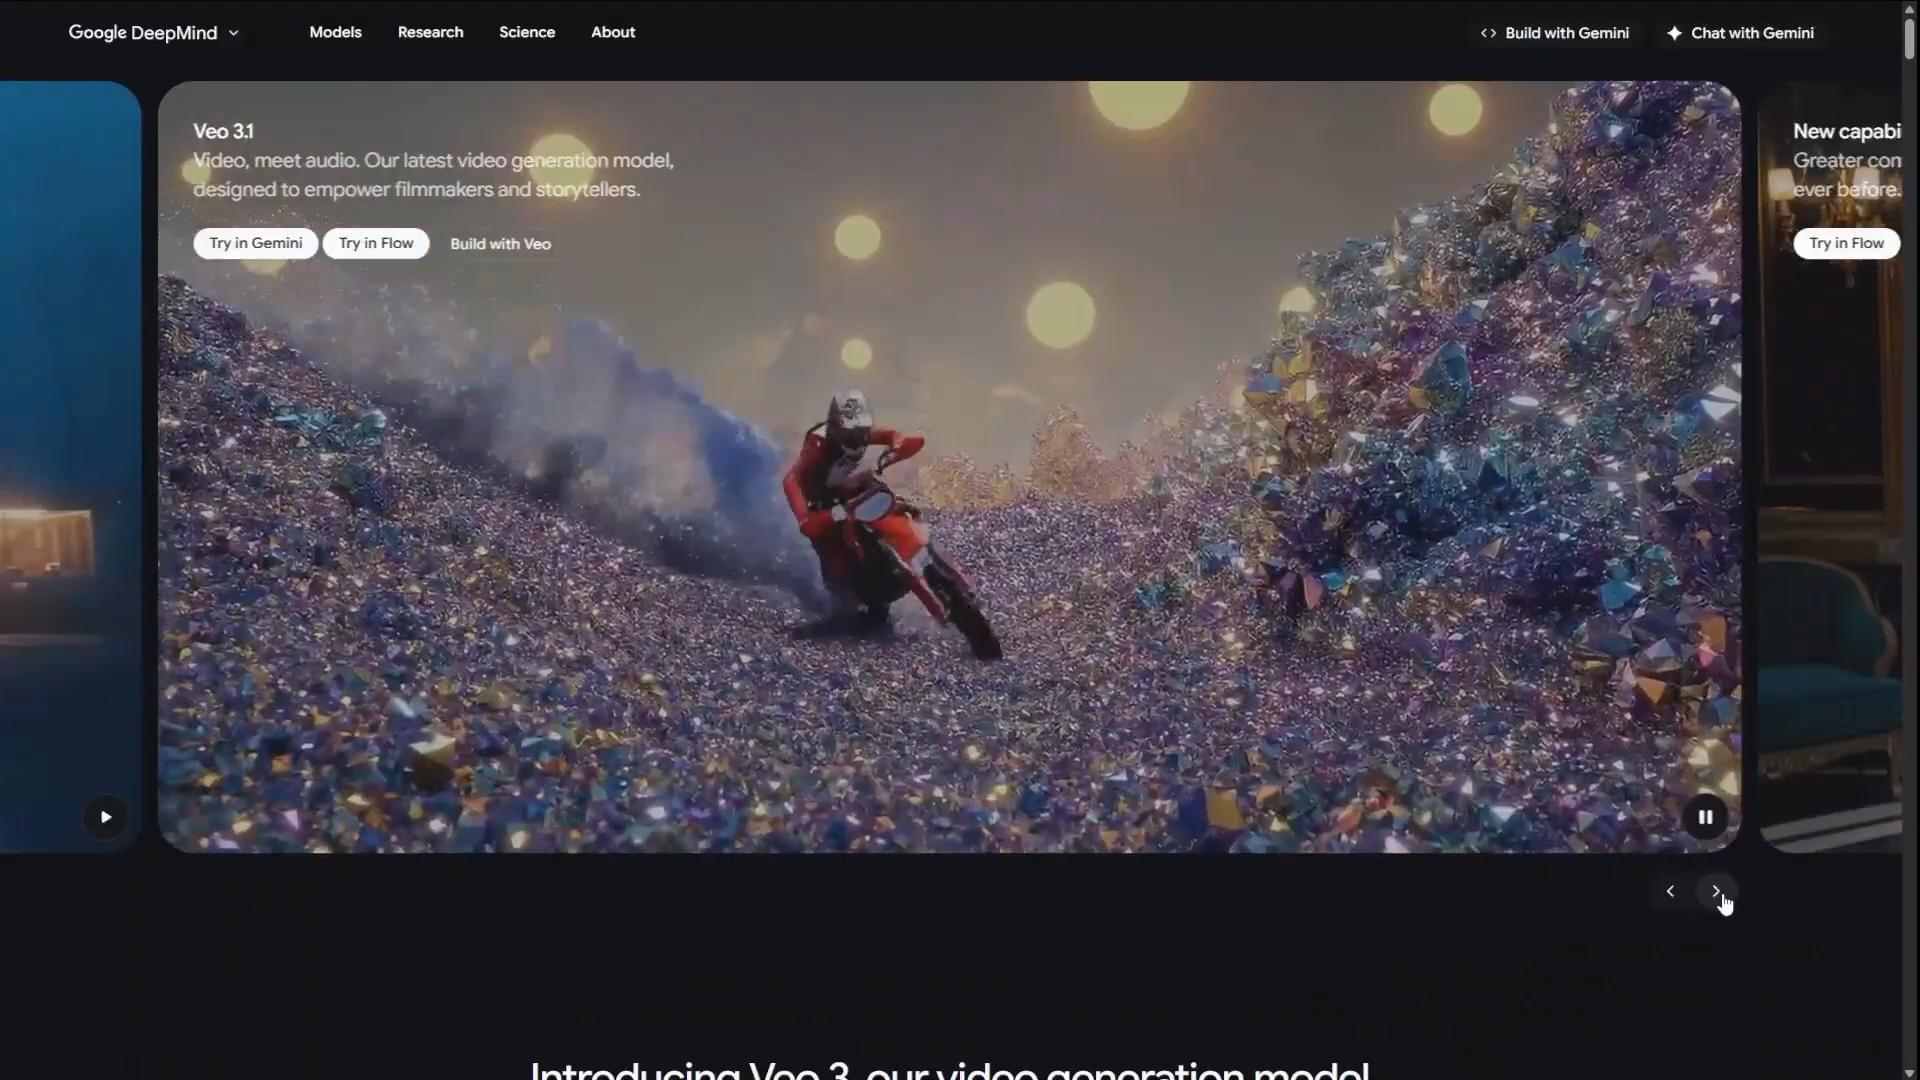 Google DeepMind
Models
Research
Science
About
Build with Gemini
Chat with Gemini
Veo 3.1
Video, meet audio. Our latest video generation model,
designed to empower filmmakers and storytellers.
Try in Gemini
Try in Flow
Build with Veo
New capabi
Greater con
ever before.
Try in Flow
Introducing Veo 3, our video generation model